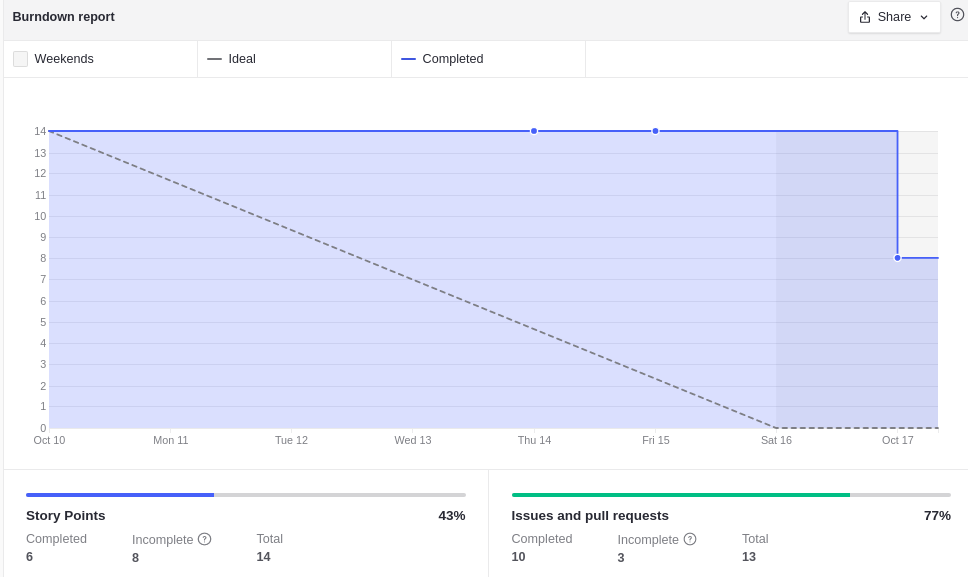 Burndown report
Share
Weekends
Ideal
Completed
14
13
12
11
10
9
8
7
6
5
4
3
2
1
0
Oct 10 Mon 11 Tue 12 Wed 13 Thu 14 Fri 15 Sat 16 Oct 17
Story Points 43%
Completed Incomplete ? Total
6 8 14
Issues and pull requests 77%
Completed Incomplete ? Total
10 3 13